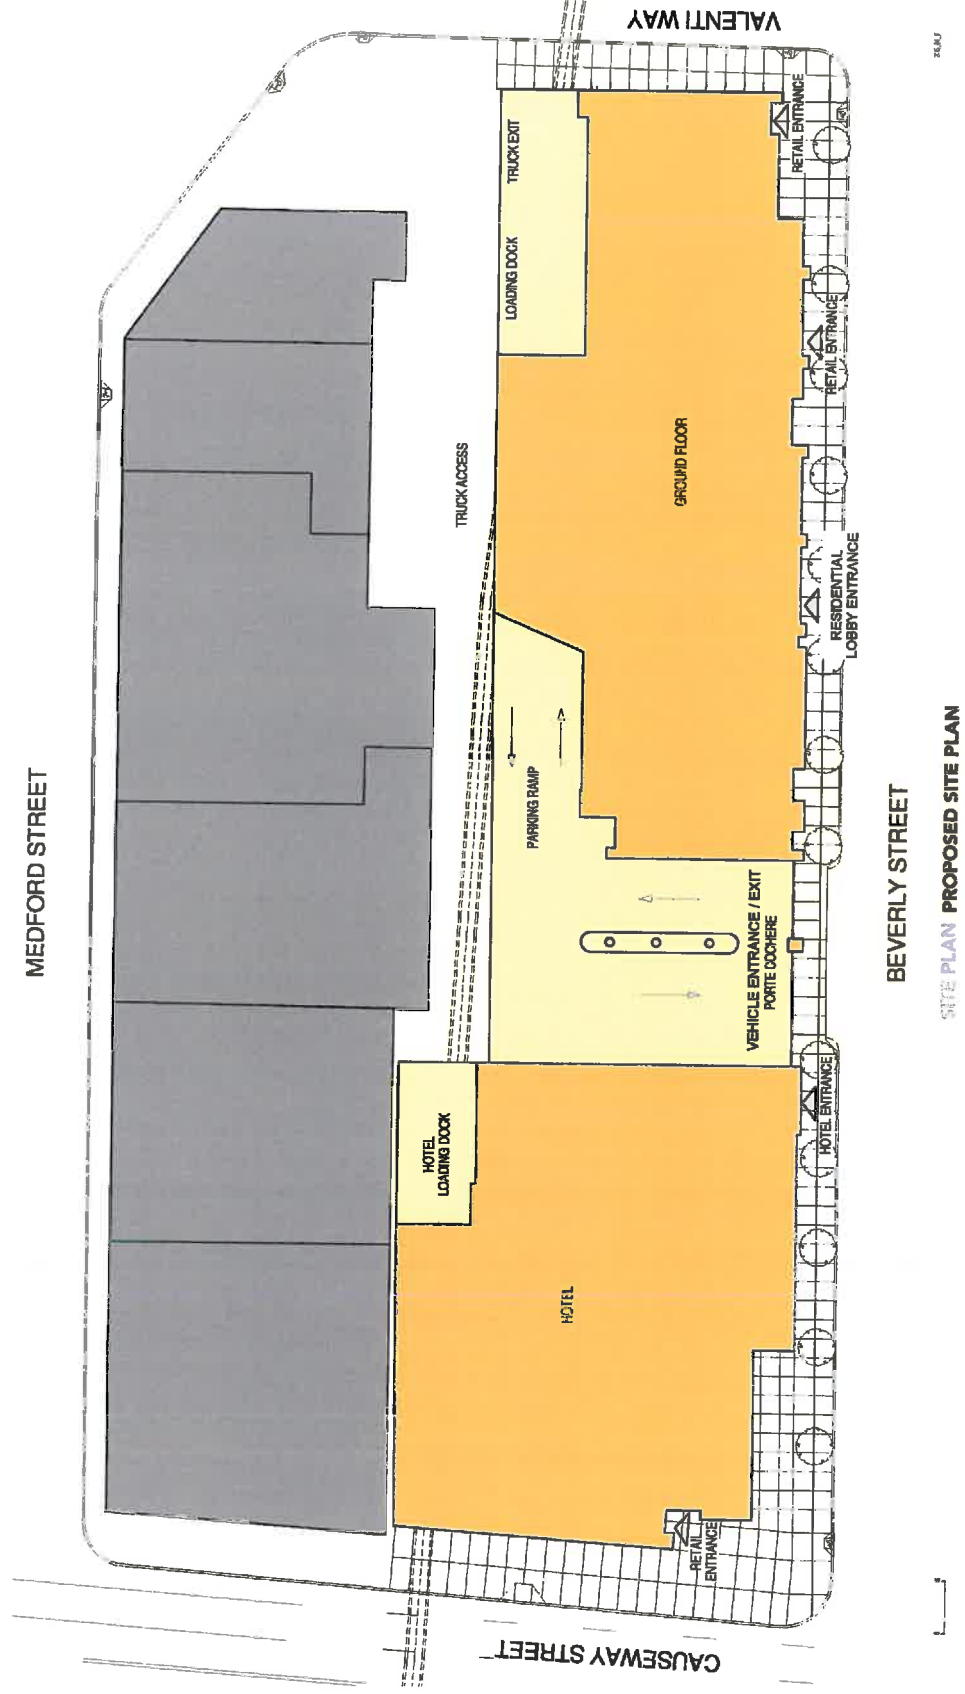 MEDFORD STREET
VALENTI WAY
TRUCK EXIT
LOADING DOCK
RETAIL ENTRANCE
RETAIL ENTRANCE
TRUCK ACCESS
GROUND FLOOR
RESIDENTIAL
LOBBY ENTRANCE
PARKING RAMP
VEHICLE ENTRANCE / EXIT
PORTE COCHERE
HOTEL
LOADING DOCK
HOTEL ENTRANCE
HOTEL
RETAIL
ENTRANCE
CAUSEWAY STREET
BEVERLY STREET
SITE PLAN PROPOSED SITE PLAN